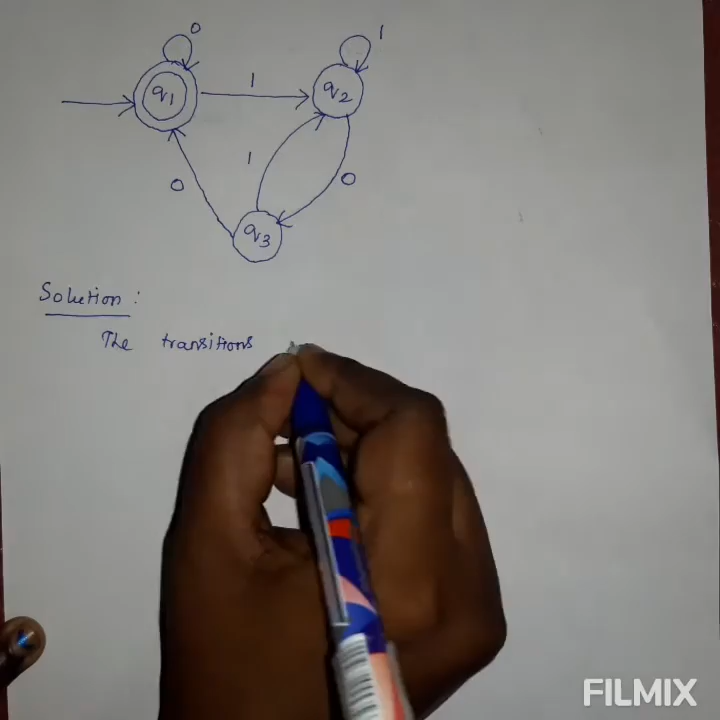 0
1
q1
1
q2
1
0
0
q3
Solution :
The transitions
FILMIX